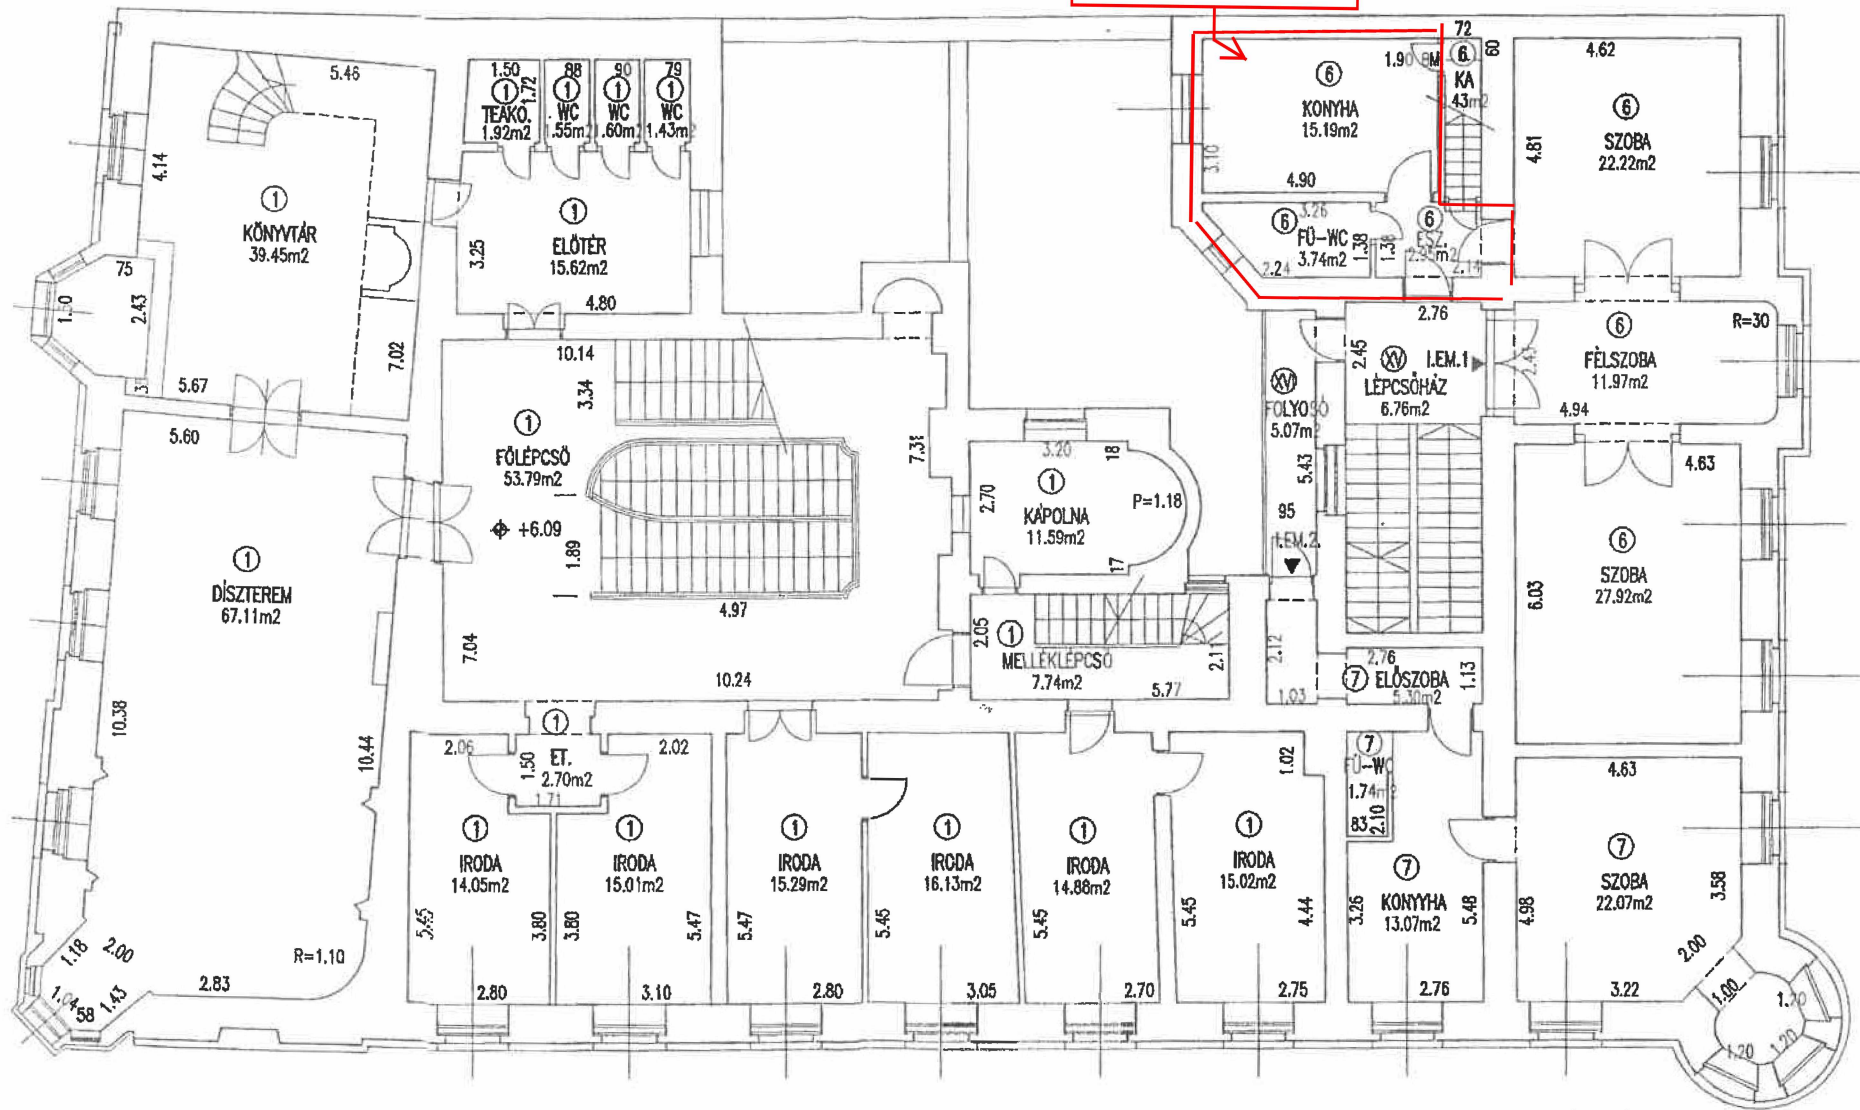 72
5.46
1.50
88
90
79
1.90
BM
6
60
4.62
1
TEAKO.
1.92m2
1.72
1
WC
1.55m2
1
WC
1.60m2
1
WC
1.43m2
6
KONYHA
15.19m2
KA
.43m2
6
SZOBA
22.22m2
4.14
4.81
3.10
4.90
1
KÖNYVTÁR
39.45m2
1
ELŐTÉR
15.62m2
3.25
4.80
6
3.26
FÜ-WC
3.74m2
2.24
1.38
1.38
6
ESZ.
2.14
75
1.50
2.43
7.02
5.67
10.14
3.34
2.76
2.45
XV
I.EM.1
LÉPCSŐHÁZ
6.76m2
2.43
6
FÉLSZOBA
11.97m2
R=30
4.94
XVI
FOLYOSÓ
5.07m2
5.43
95
I.EM.2.
5.60
1
FŐLÉPCSŐ
53.79m2
+6.09
1.89
7.31
4.97
3.20
18
2.70
1
KÁPOLNA
11.59m2
P=1.18
17
4.63
6
SZOBA
27.92m2
6.03
1
DÍSZTEREM
67.11m2
7.04
10.24
2.05
1
MELLÉKLÉPCSŐ
7.74m2
2.11
5.77
2.12
1.03
2.76
7
ELŐSZOBA
5.30m2
1.13
10.38
10.44
2.06
1
ET.
2.70m2
1.50
1.71
2.02
1.02
7
FÜ-WC
1.74m2
83
2.10
4.63
1
IRODA
14.05m2
1
IRODA
15.01m2
1
IRODA
15.29m2
1
IRODA
16.13m2
1
IRODA
14.88m2
1
IRODA
15.02m2
7
KONYHA
13.07m2
7
SZOBA
22.07m2
5.45
3.80
3.80
5.47
5.47
5.45
5.45
5.45
4.44
3.26
5.48
4.98
3.58
1.18
2.00
R=1.10
2.83
1.04
58
1.43
2.80
3.10
2.80
3.05
2.70
2.75
2.76
3.22
2.00
1.00
1.20
1.20
1.20